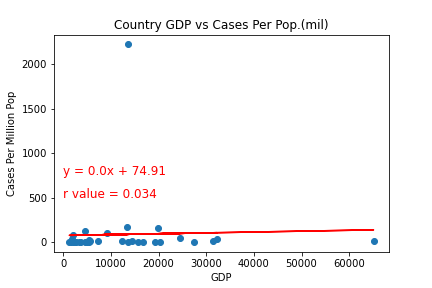 Country GDP vs Cases Per Pop.(mil)
2000
1500
1000
500
0
Cases Per Million Pop
y = 0.0x + 74.91
r value = 0.034
0 10000 20000 30000 40000 50000 60000
GDP